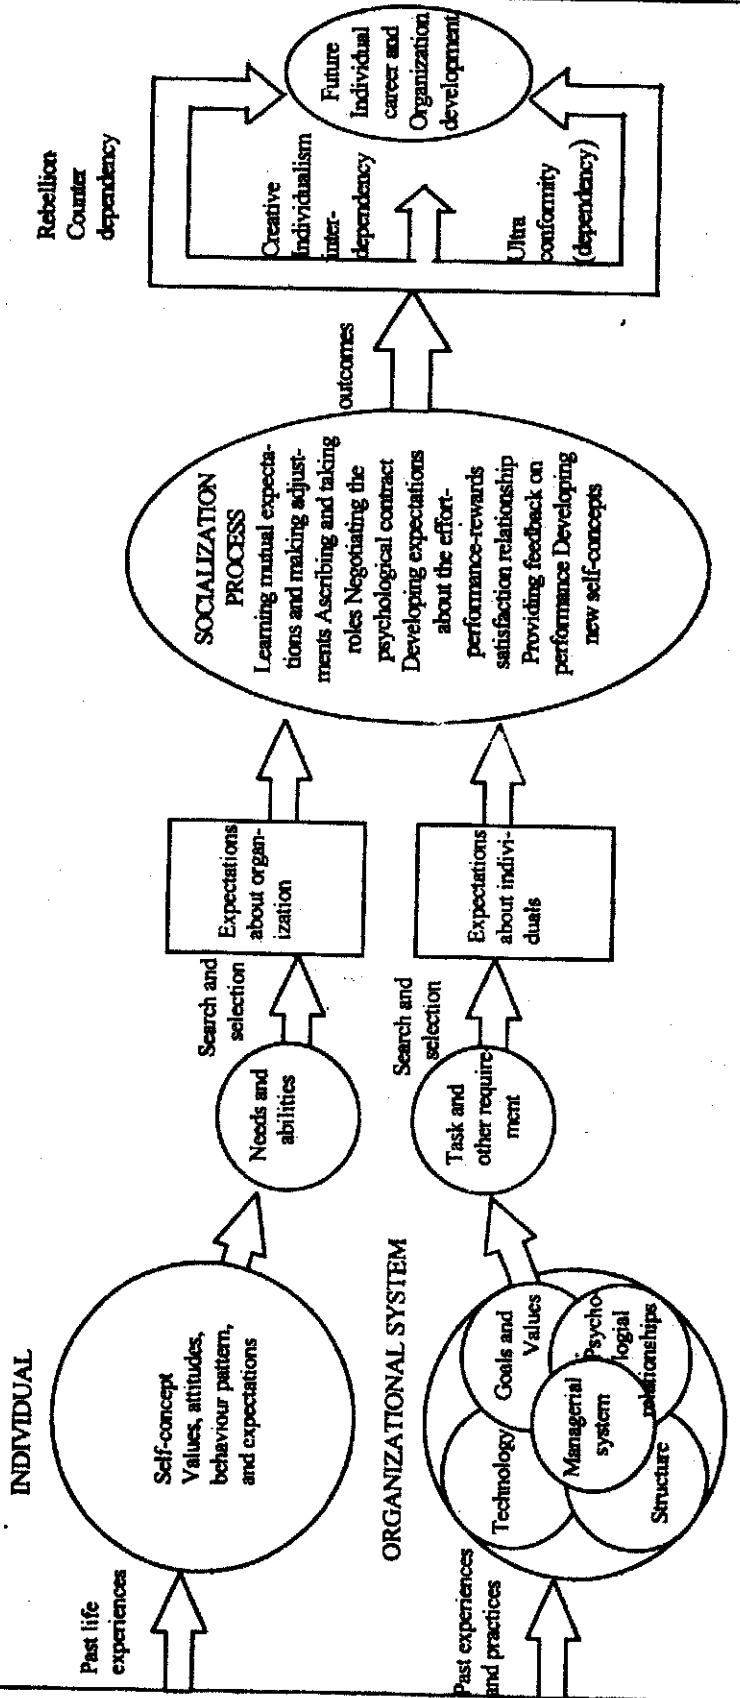 INDIVIDUAL
Past life
experiences
Self-concept
Values, attitudes,
behaviour pattern,
and expectations
Needs and
abilities
Search and
selection
Expectations
about organ-
ization
ORGANIZATIONAL SYSTEM
Past experiences
and practices
Technology
Goals and
Values
Managerial
system
Psycho-
logial
relationships
Structure
Task and
other require-
ment
Search and
selection
Expectations
about indivi-
duals
SOCIALIZATION
PROCESS
Learning mutual expecta-
tions and making adjust-
ments Ascribing and taking
roles Negotiating the
psychological contract
Developing expectations
about the effort-
performance-rewards
satisfaction relationship
Providing feedback on
performance Developing
new self-concepts
outcomes
Rebellion
Counter
dependency
Creative
Individualism
inter-
dependency
Ultra
conformity
(dependency)
Future
Individual
career and
Organization
development